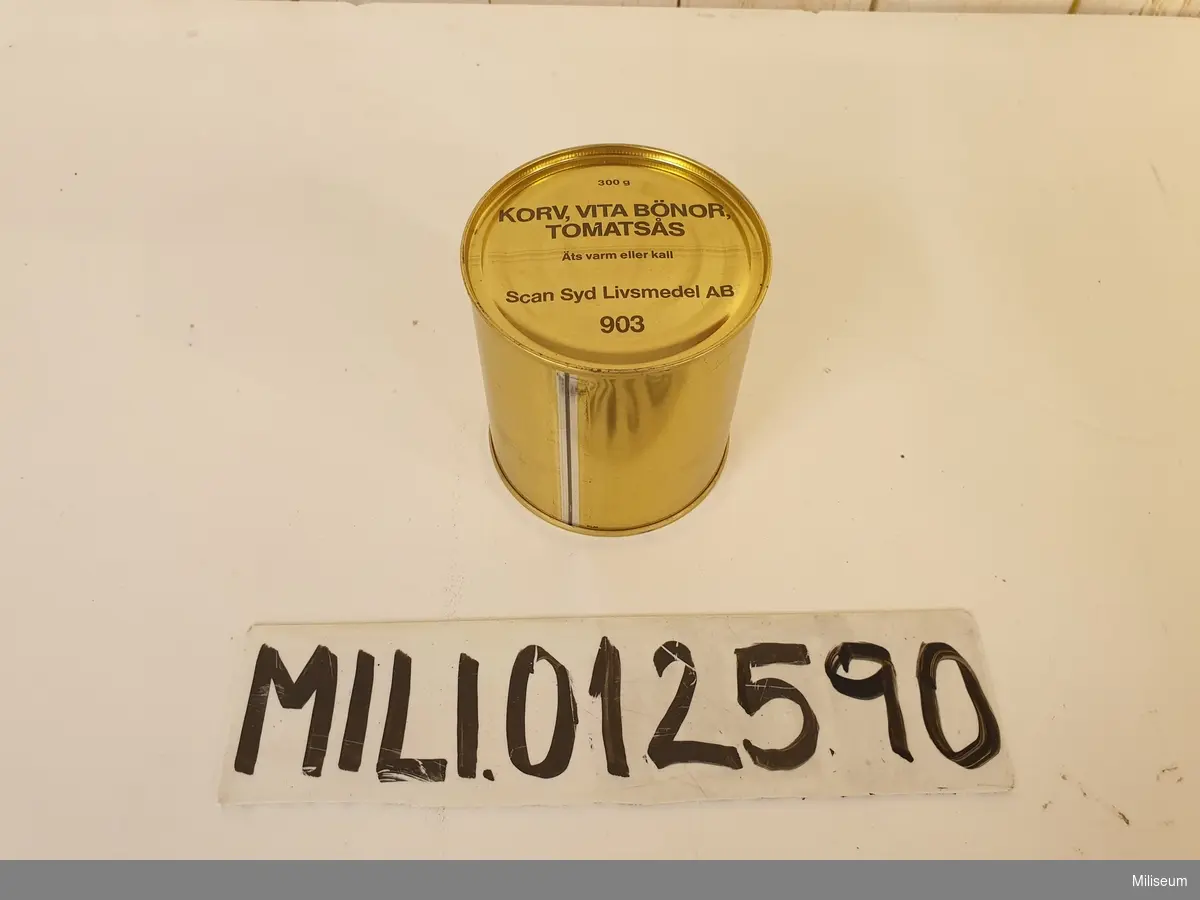 300 g
KORV, VITA BÖNOR,
TOMATSÅS
Äts varm eller kall
Scan Syd Livsmedel AB
903
MILI.012590
Miliseum